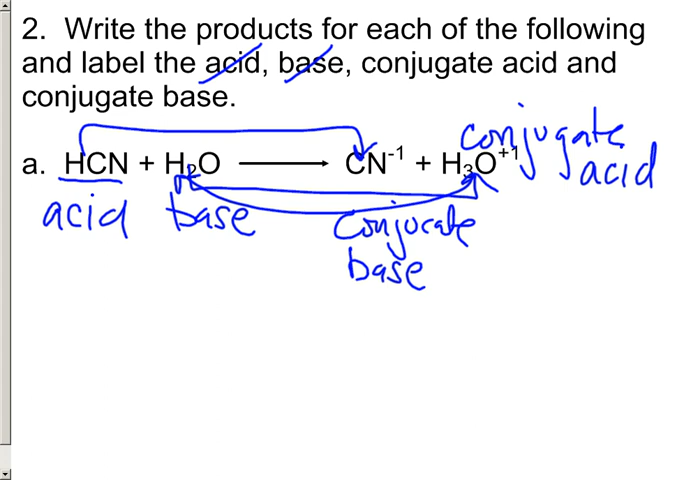 2. Write the products for each of the following
and label the acid, base, conjugate acid and
conjugate base.
conjugate
a. HCN + H₂O ⟶ CN⁻¹ + H₃O⁺¹ acid
acid base Conjucate
base